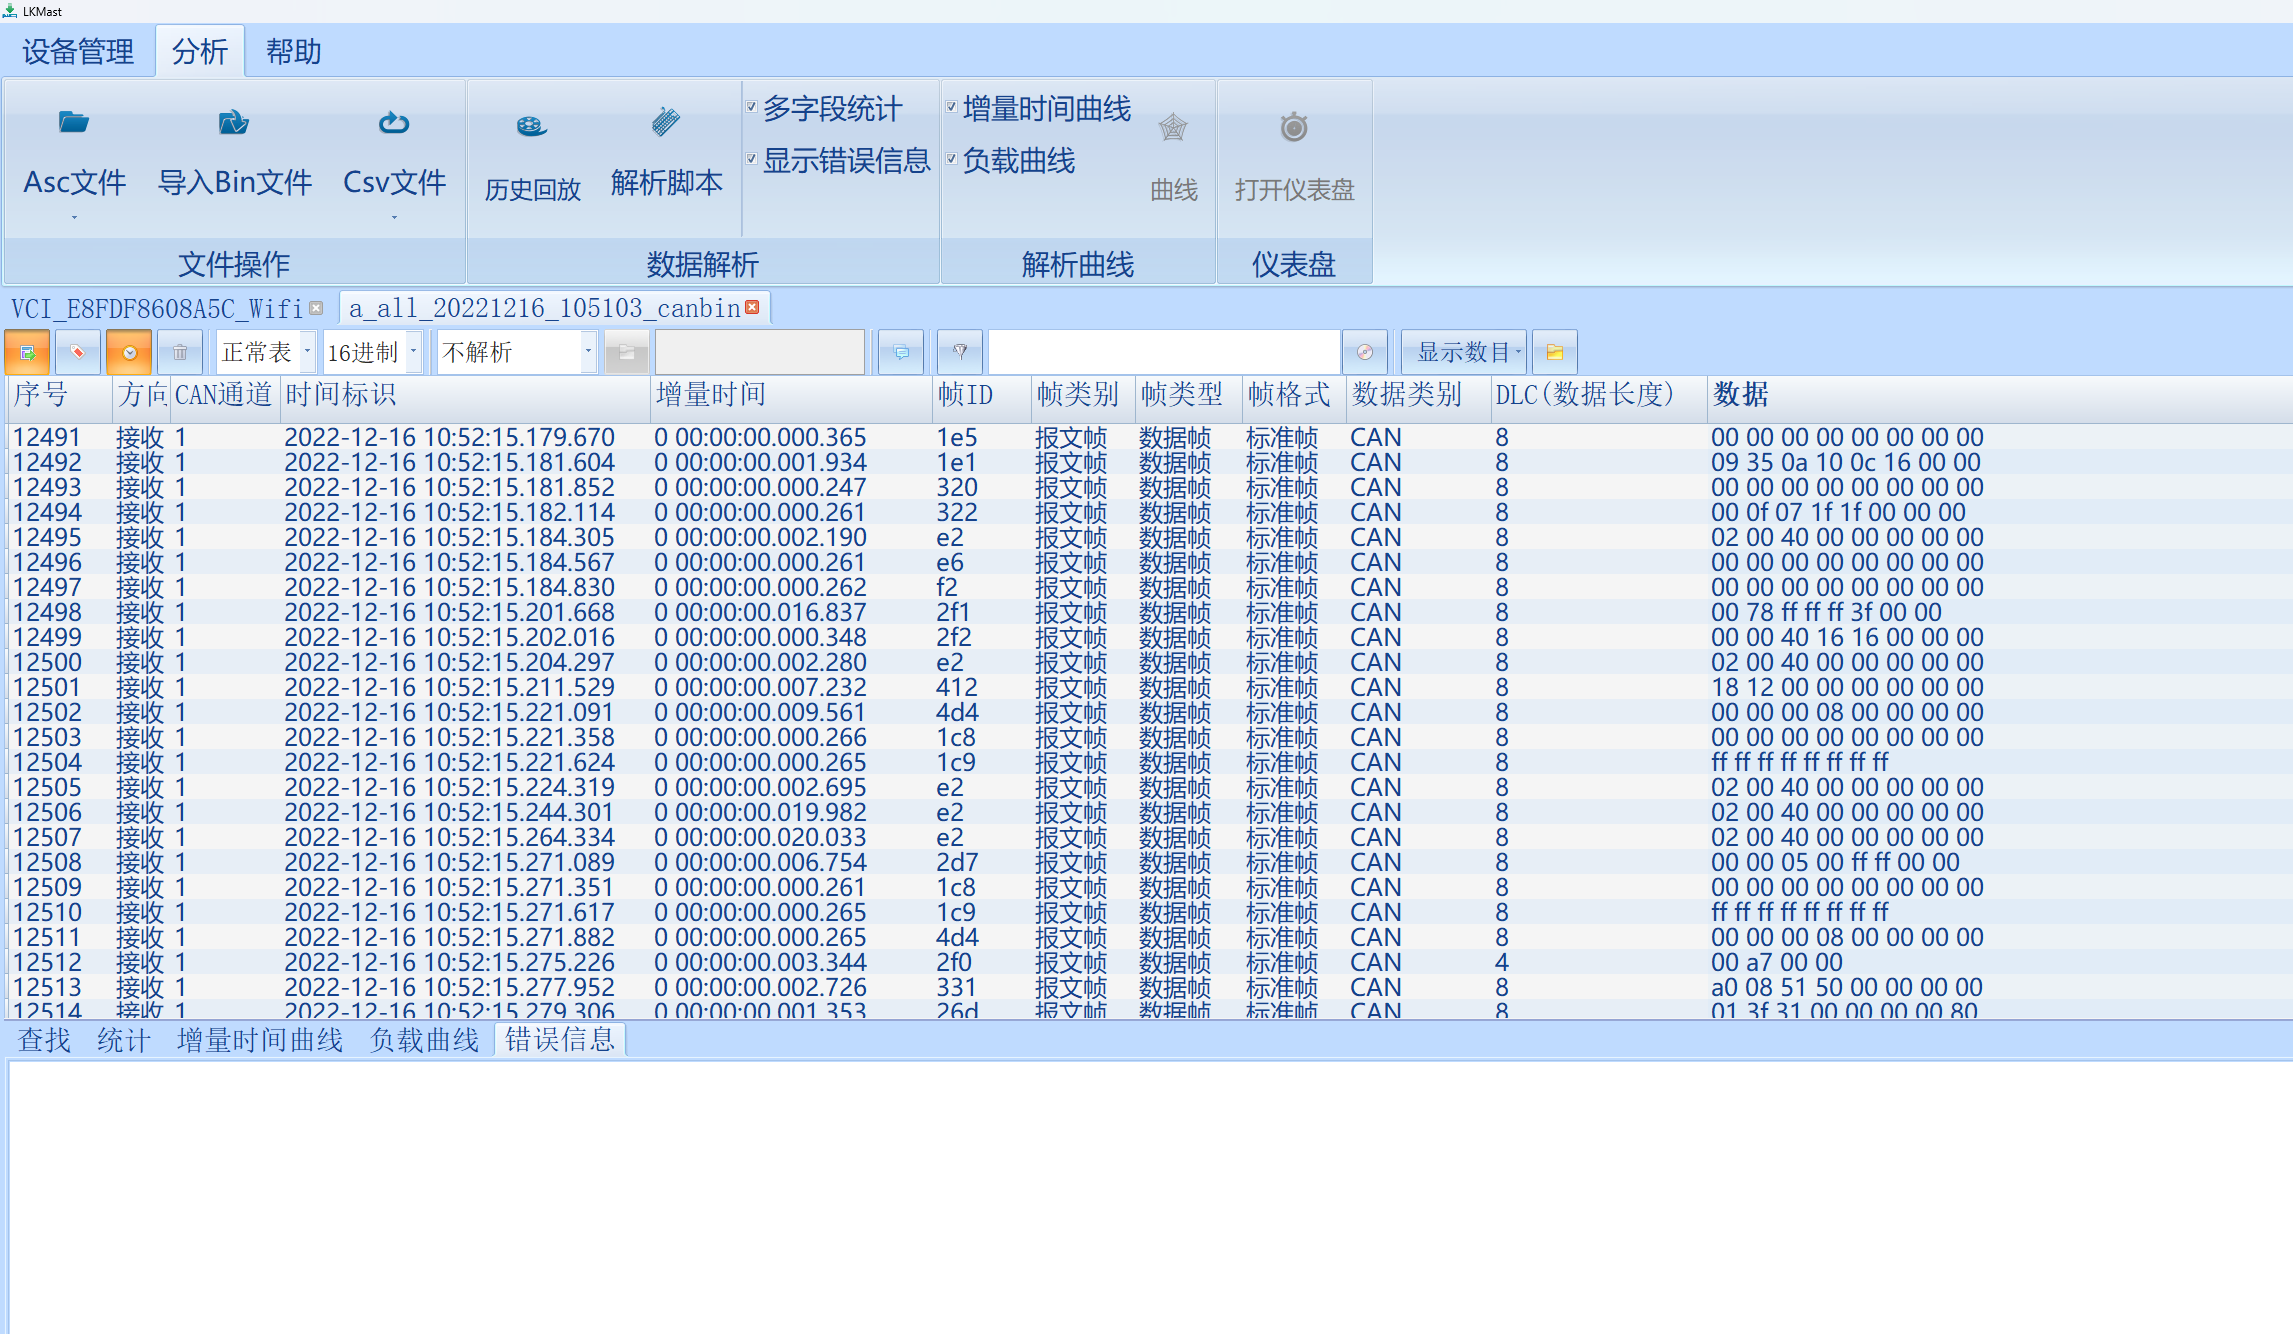 LKMast
设备管理 分析 帮助
多字段统计 增量时间曲线
显示错误信息 负载曲线
Asc文件 导入Bin文件 Csv文件 历史回放 解析脚本 曲线 打开仪表盘
文件操作 数据解析 解析曲线 仪表盘
VCI_E8FDF8608A5C_Wifi a_all_20221216_105103_canbin
正常表 16进制 不解析 显示数目
序号 方向 CAN通道 时间标识 增量时间 帧ID 帧类别 帧类型 帧格式 数据类别 DLC(数据长度) 数据
12491 接收 1 2022-12-16 10:52:15.179.670 0 00:00:00.000.365 1e5 报文帧 数据帧 标准帧 CAN 8 00 00 00 00 00 00 00 00
12492 接收 1 2022-12-16 10:52:15.181.604 0 00:00:00.001.934 1e1 报文帧 数据帧 标准帧 CAN 8 09 35 0a 10 0c 16 00 00
12493 接收 1 2022-12-16 10:52:15.181.852 0 00:00:00.000.247 320 报文帧 数据帧 标准帧 CAN 8 00 00 00 00 00 00 00 00
12494 接收 1 2022-12-16 10:52:15.182.114 0 00:00:00.000.261 322 报文帧 数据帧 标准帧 CAN 8 00 0f 07 1f 1f 00 00 00
12495 接收 1 2022-12-16 10:52:15.184.305 0 00:00:00.002.190 e2 报文帧 数据帧 标准帧 CAN 8 02 00 40 00 00 00 00 00
12496 接收 1 2022-12-16 10:52:15.184.567 0 00:00:00.000.261 e6 报文帧 数据帧 标准帧 CAN 8 00 00 00 00 00 00 00 00
12497 接收 1 2022-12-16 10:52:15.184.830 0 00:00:00.000.262 f2 报文帧 数据帧 标准帧 CAN 8 00 00 00 00 00 00 00 00
12498 接收 1 2022-12-16 10:52:15.201.668 0 00:00:00.016.837 2f1 报文帧 数据帧 标准帧 CAN 8 00 78 ff ff ff 3f 00 00
12499 接收 1 2022-12-16 10:52:15.202.016 0 00:00:00.000.348 2f2 报文帧 数据帧 标准帧 CAN 8 00 00 40 16 16 00 00 00
12500 接收 1 2022-12-16 10:52:15.204.297 0 00:00:00.002.280 e2 报文帧 数据帧 标准帧 CAN 8 02 00 40 00 00 00 00 00
12501 接收 1 2022-12-16 10:52:15.211.529 0 00:00:00.007.232 412 报文帧 数据帧 标准帧 CAN 8 18 12 00 00 00 00 00 00
12502 接收 1 2022-12-16 10:52:15.221.091 0 00:00:00.009.561 4d4 报文帧 数据帧 标准帧 CAN 8 00 00 00 08 00 00 00 00
12503 接收 1 2022-12-16 10:52:15.221.358 0 00:00:00.000.266 1c8 报文帧 数据帧 标准帧 CAN 8 00 00 00 00 00 00 00 00
12504 接收 1 2022-12-16 10:52:15.221.624 0 00:00:00.000.265 1c9 报文帧 数据帧 标准帧 CAN 8 ff ff ff ff ff ff ff ff
12505 接收 1 2022-12-16 10:52:15.224.319 0 00:00:00.002.695 e2 报文帧 数据帧 标准帧 CAN 8 02 00 40 00 00 00 00 00
12506 接收 1 2022-12-16 10:52:15.244.301 0 00:00:00.019.982 e2 报文帧 数据帧 标准帧 CAN 8 02 00 40 00 00 00 00 00
12507 接收 1 2022-12-16 10:52:15.264.334 0 00:00:00.020.033 e2 报文帧 数据帧 标准帧 CAN 8 02 00 40 00 00 00 00 00
12508 接收 1 2022-12-16 10:52:15.271.089 0 00:00:00.006.754 2d7 报文帧 数据帧 标准帧 CAN 8 00 00 05 00 ff ff 00 00
12509 接收 1 2022-12-16 10:52:15.271.351 0 00:00:00.000.261 1c8 报文帧 数据帧 标准帧 CAN 8 00 00 00 00 00 00 00 00
12510 接收 1 2022-12-16 10:52:15.271.617 0 00:00:00.000.265 1c9 报文帧 数据帧 标准帧 CAN 8 ff ff ff ff ff ff ff ff
12511 接收 1 2022-12-16 10:52:15.271.882 0 00:00:00.000.265 4d4 报文帧 数据帧 标准帧 CAN 8 00 00 00 08 00 00 00 00
12512 接收 1 2022-12-16 10:52:15.275.226 0 00:00:00.003.344 2f0 报文帧 数据帧 标准帧 CAN 4 00 a7 00 00
12513 接收 1 2022-12-16 10:52:15.277.952 0 00:00:00.002.726 331 报文帧 数据帧 标准帧 CAN 8 a0 08 51 50 00 00 00 00
12514 接收 1 2022-12-16 10:52:15.279.306 0 00:00:00.001.353 26d 报文帧 数据帧 标准帧 CAN 8 01 3f 31 00 00 00 00 80
查找 统计 增量时间曲线 负载曲线 错误信息